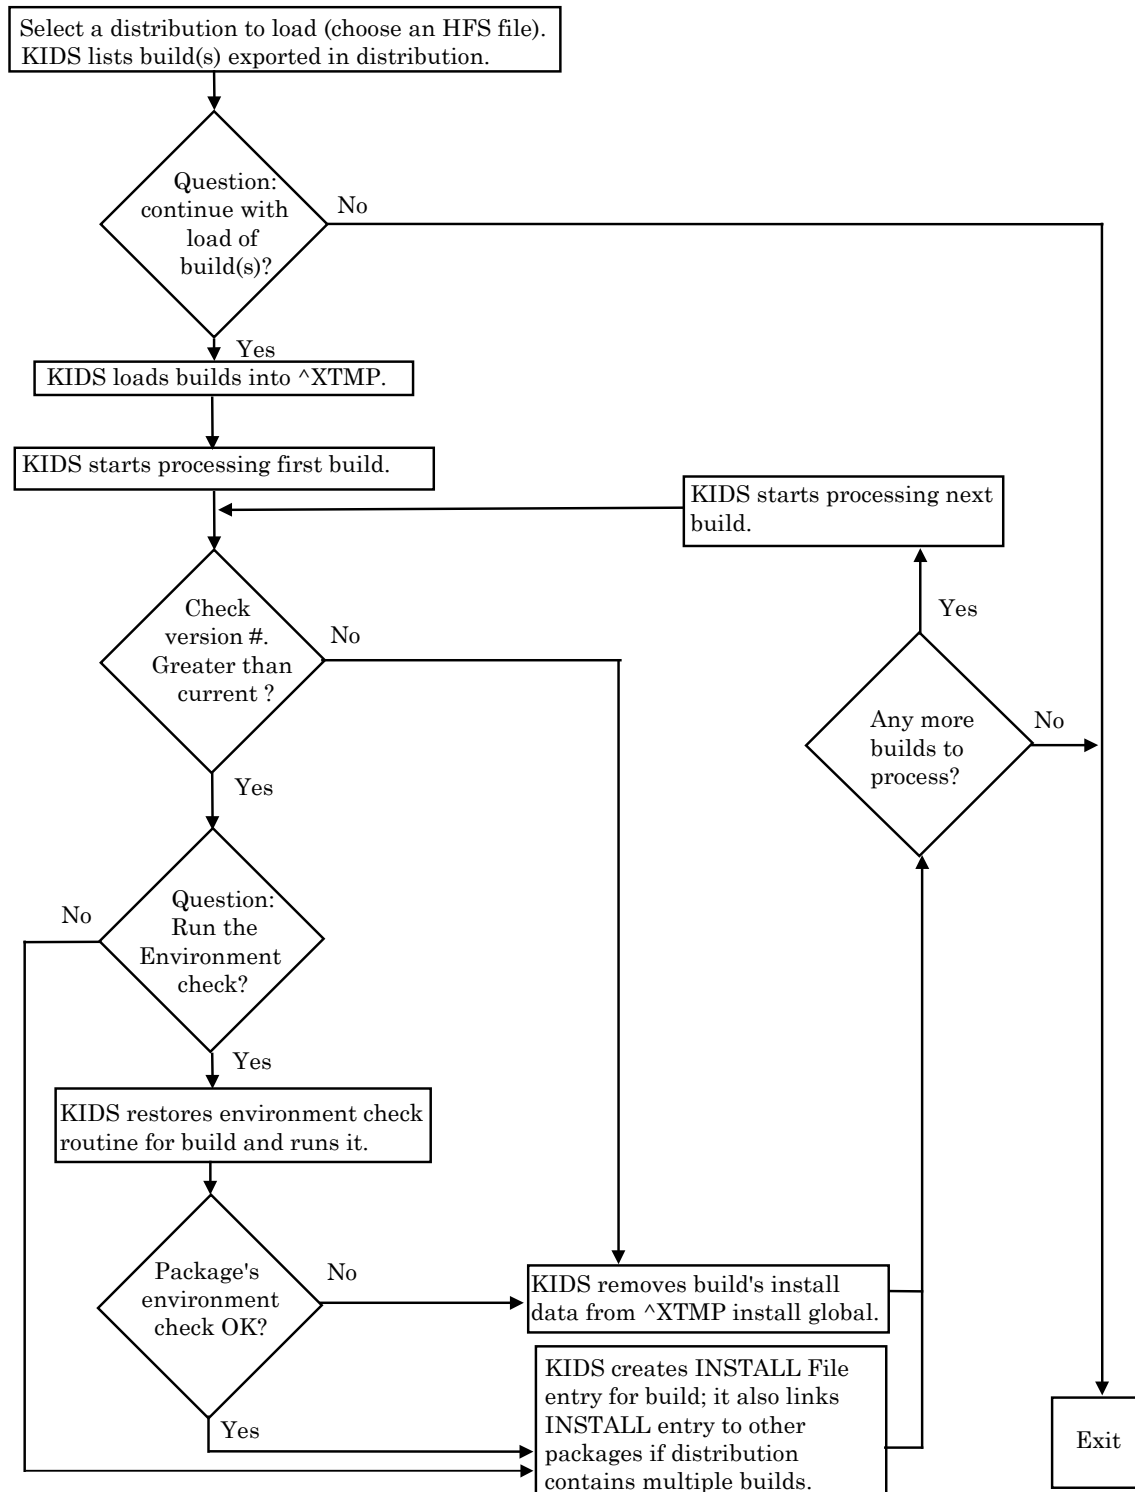 Select a distribution to load (choose an HFS file).
KIDS lists build(s) exported in distribution.
Question:
continue with
load of
build(s)?
No
Yes
KIDS loads builds into ^XTMP.
KIDS starts processing first build.
KIDS starts processing next
build.
Check
version #.
Greater than
current ?
No
Yes
Yes
Any more
builds to
process?
No
Question:
Run the
Environment
check?
No
Yes
KIDS restores environment check
routine for build and runs it.
Package's
environment
check OK?
No
Yes
KIDS removes build's install
data from ^XTMP install global.
KIDS creates INSTALL File
entry for build; it also links
INSTALL entry to other
packages if distribution
contains multiple builds.
Exit